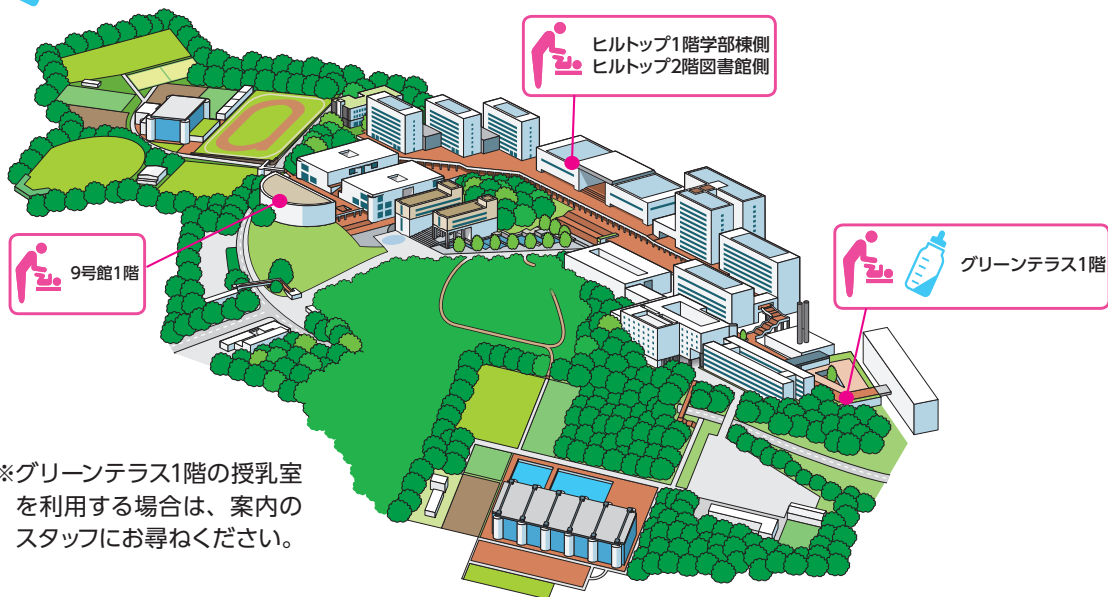 ヒルトップ1階学部棟側
ヒルトップ2階図書館側
9号館1階
グリーンテラス1階
※グリーンテラス1階の授乳室
を利用する場合は、案内の
スタッフにお尋ねください。